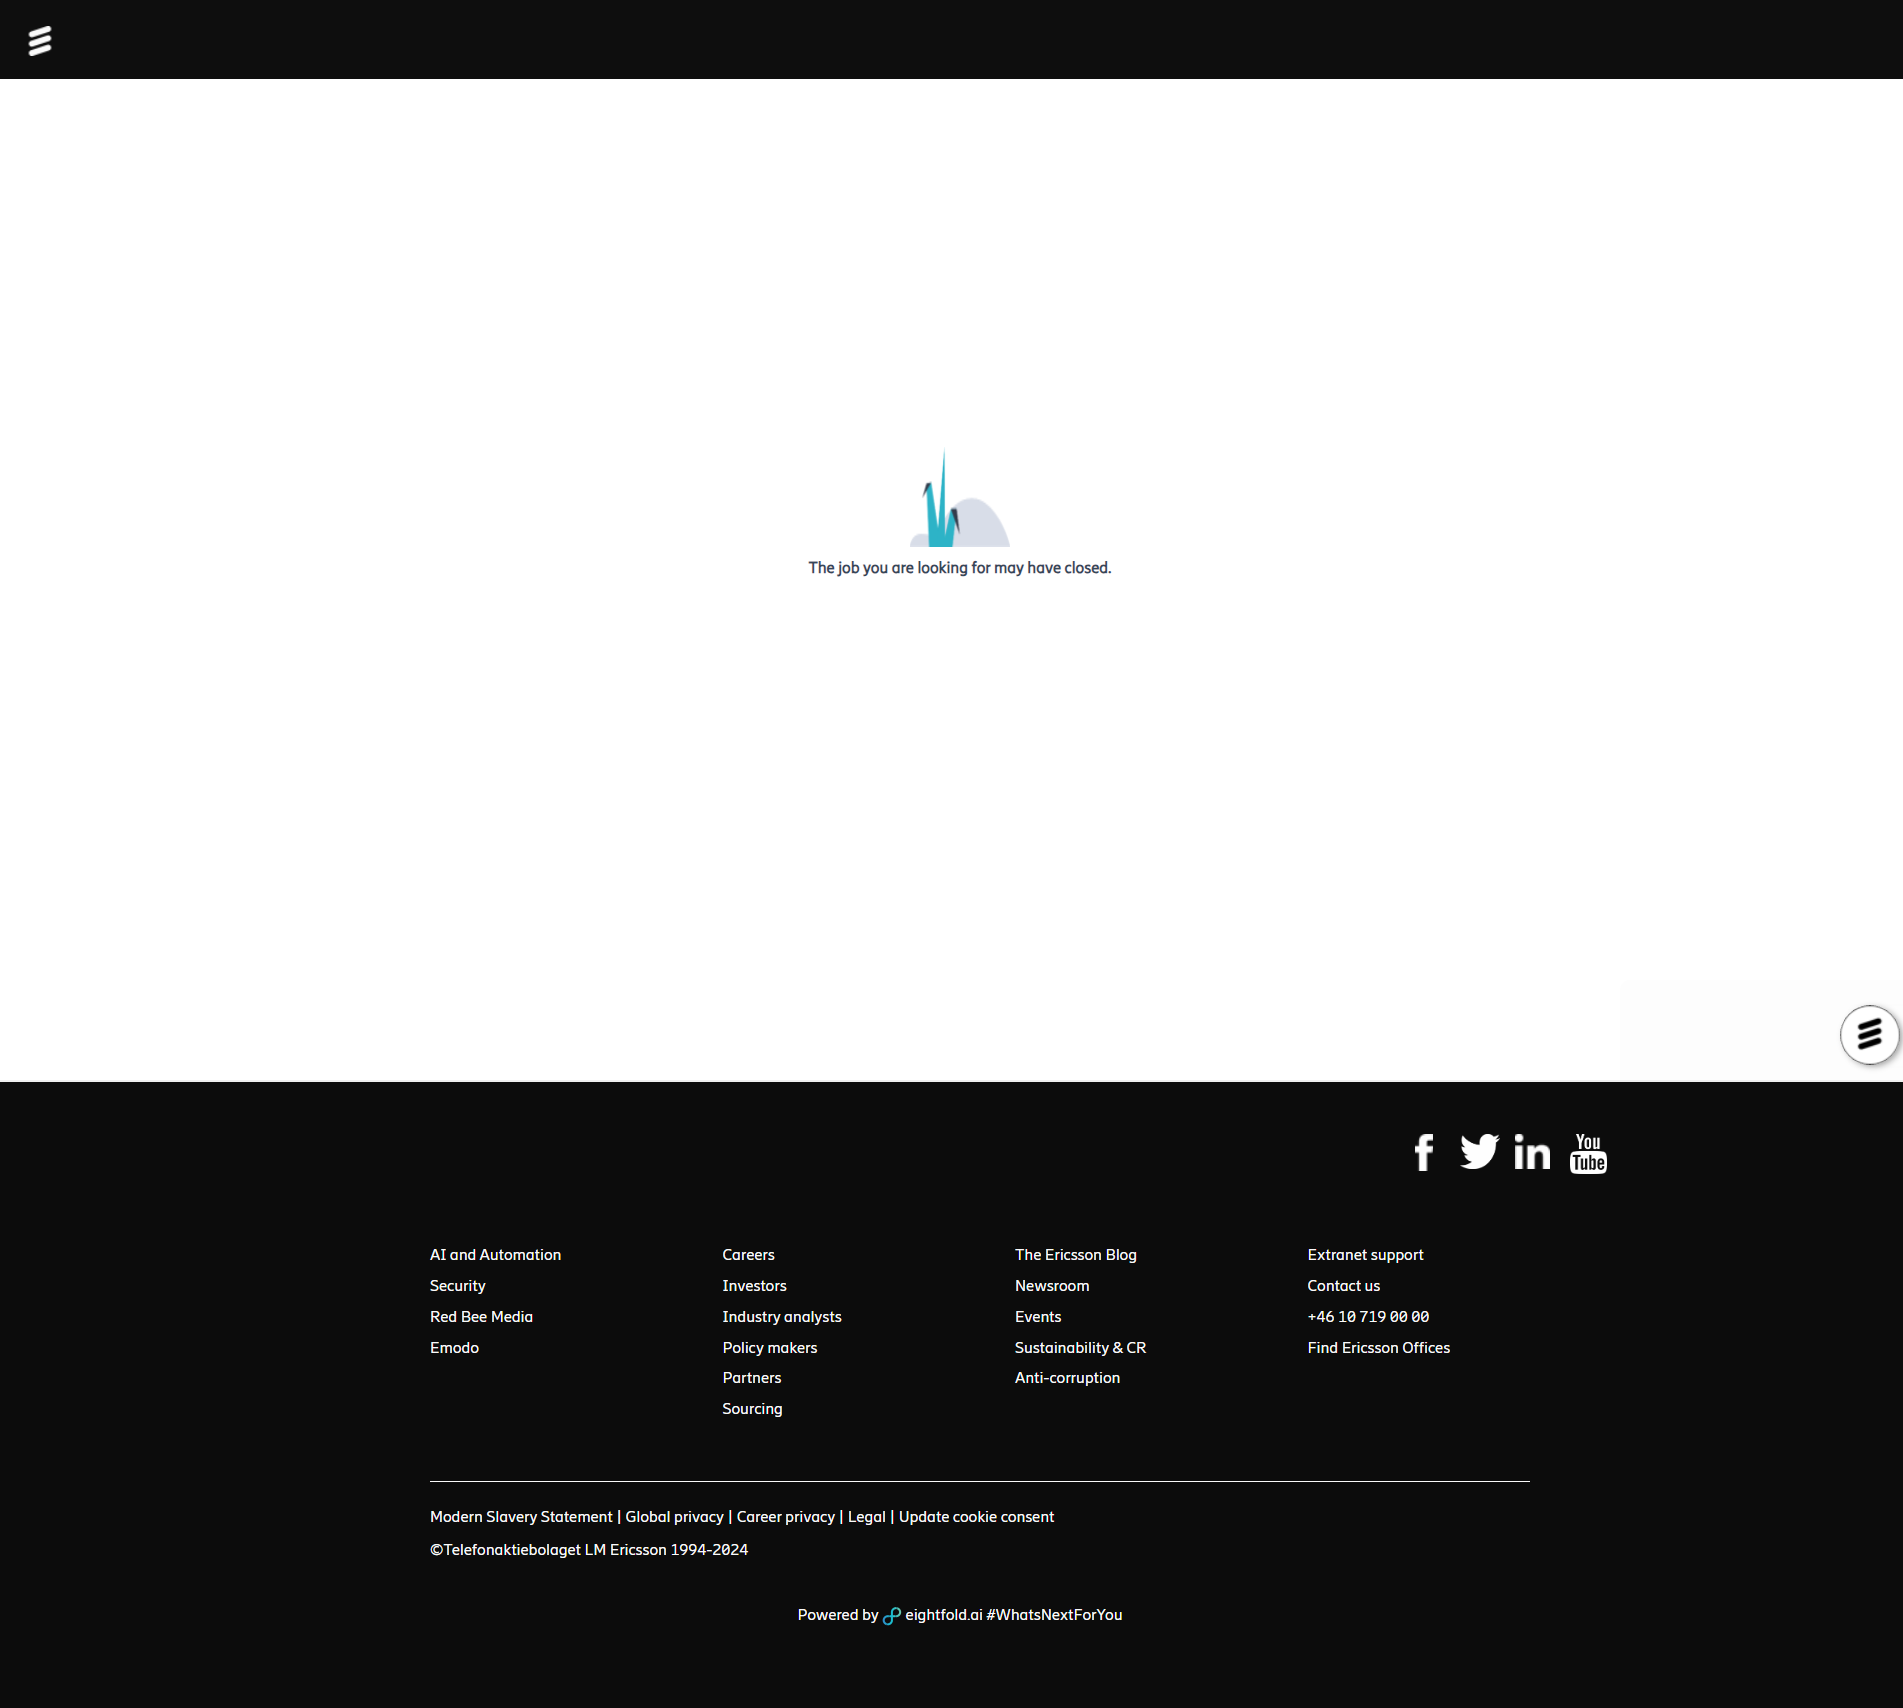 The job you are looking for may have closed.
You
Tube
AI and Automation
Security
Red Bee Media
Emodo
Careers
Investors
Industry analysts
Policy makers
Partners
Sourcing
The Ericsson Blog
Newsroom
Events
Sustainability & CR
Anti-corruption
Extranet support
Contact us
+46 10 719 00 00
Find Ericsson Offices
Modern Slavery Statement | Global privacy | Career privacy | Legal | Update cookie consent
©Telefonaktiebolaget LM Ericsson 1994-2024
Powered by eightfold.ai #WhatsNextForYou